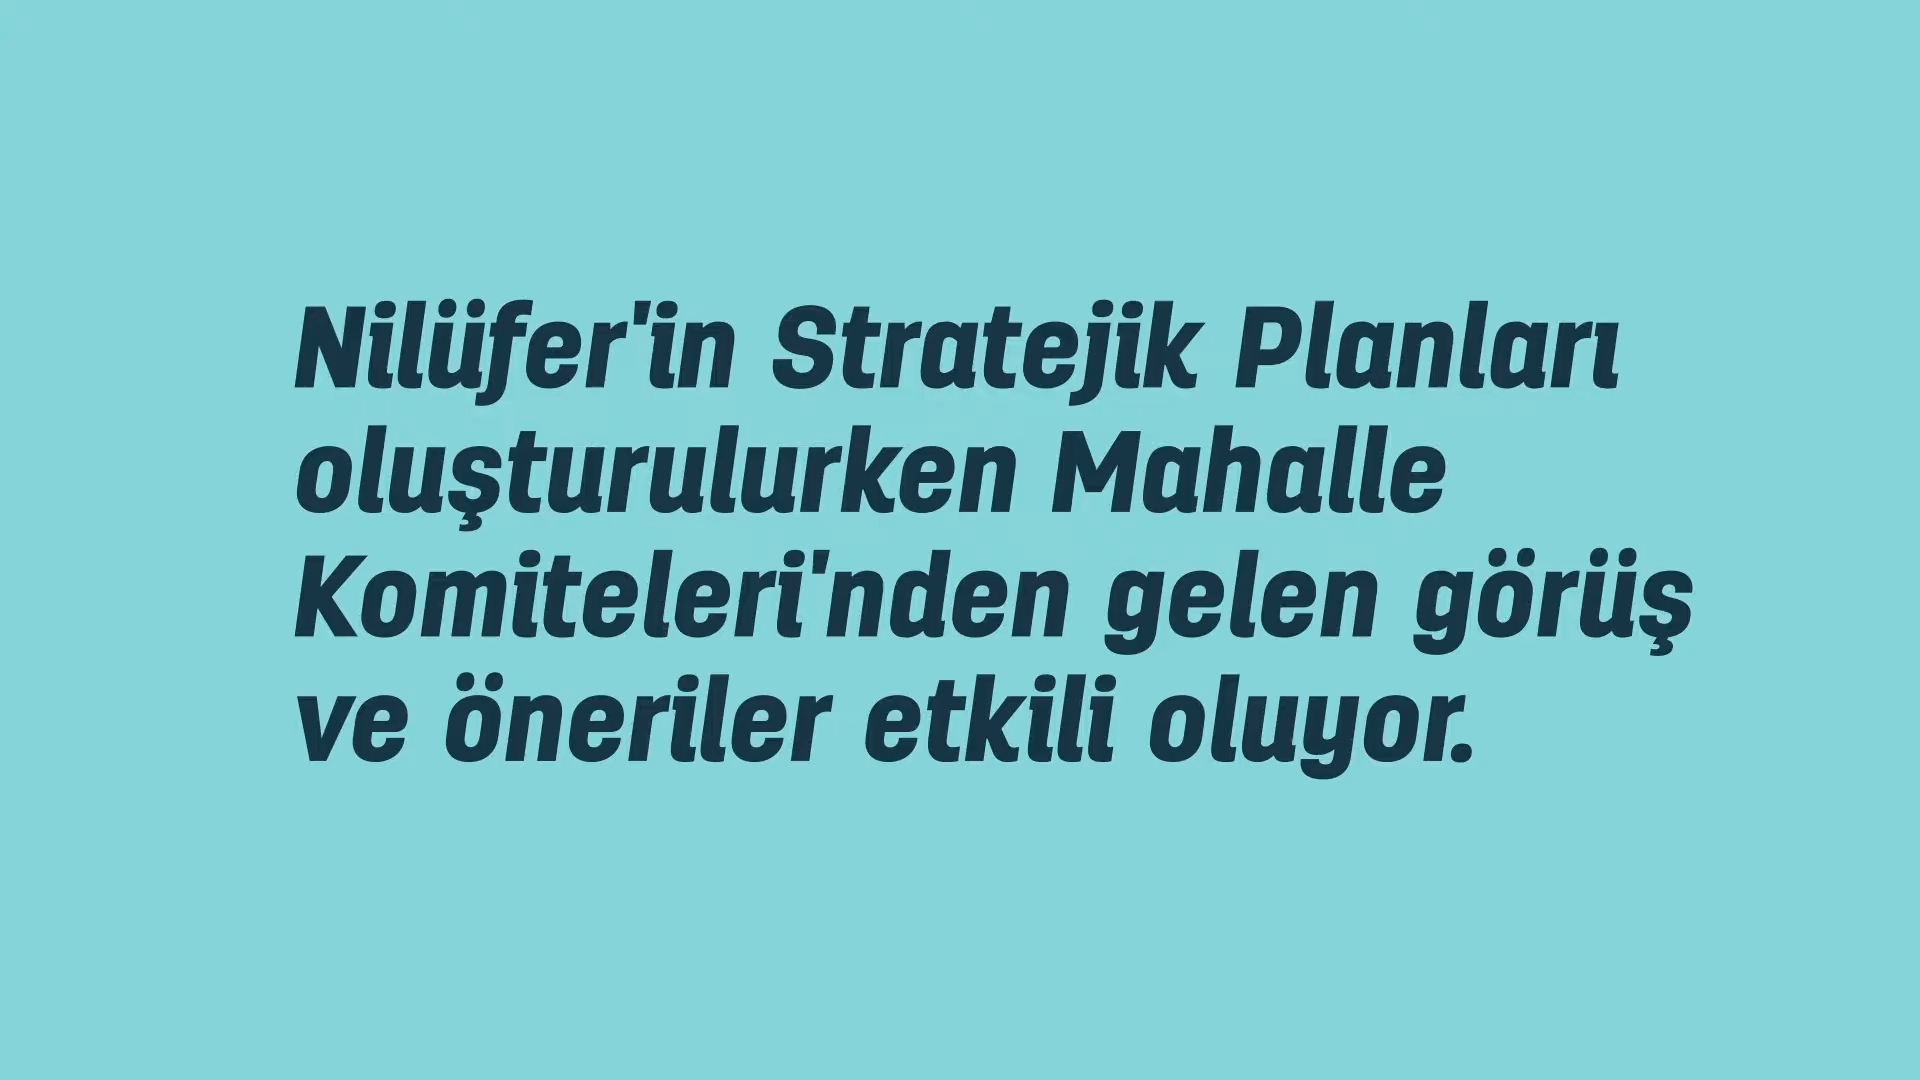 Nilüfer'in Stratejik Planları
oluşturulurken Mahalle
Komiteleri'nden gelen görüş
ve öneriler etkili oluyor.